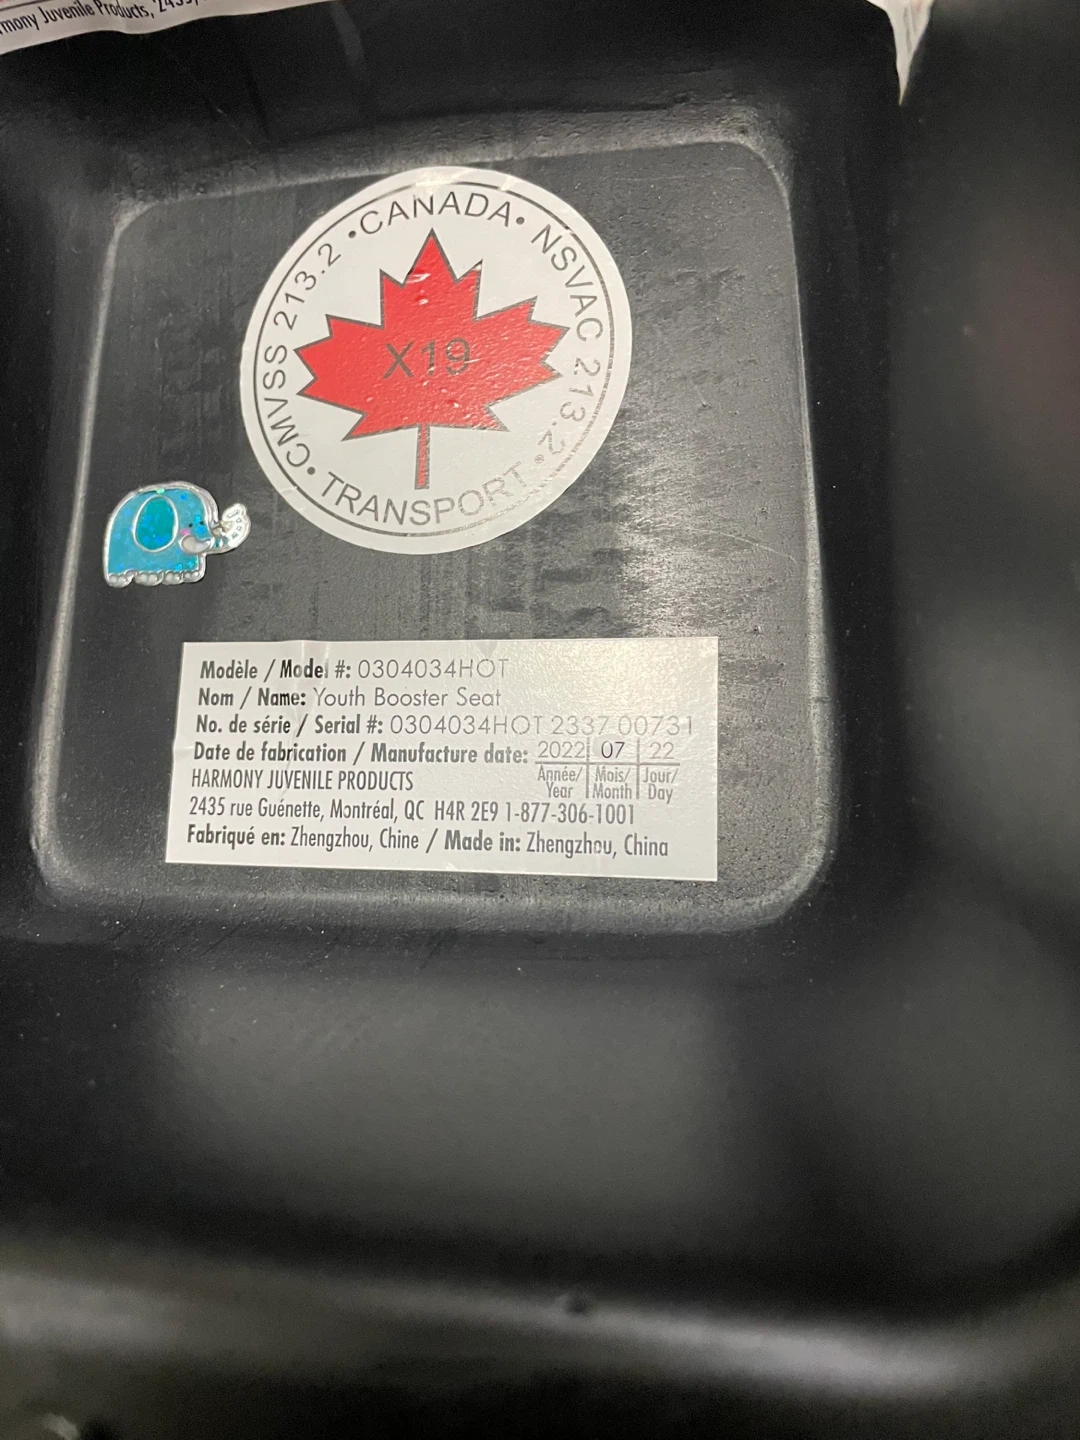 mony Juvenile Products, 2435,
CMVSS 213.2 • CANADA • NSVAC 213.2 • TRANSPORT •
X19
Modèle / Model #: 0304034HOT
Nom / Name: Youth Booster Seat
No. de série / Serial #: 0304034HOT 2337 00731
Date de fabrication / Manufacture date: 2022 07 22
Année/ Mois/ Jour/
Year Month Day
HARMONY JUVENILE PRODUCTS
2435 rue Guénette, Montréal, QC H4R 2E9 1-877-306-1001
Fabriqué en: Zhengzhou, Chine / Made in: Zhengzhou, China